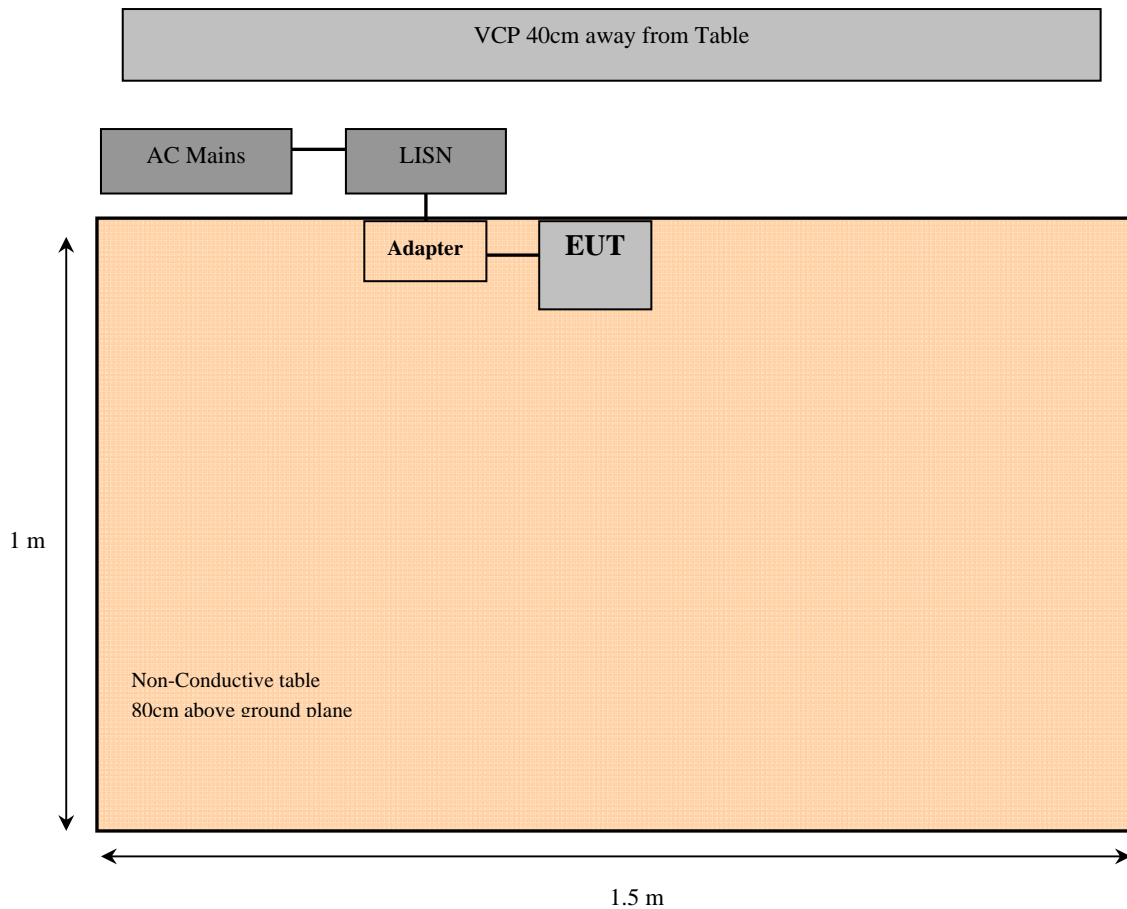 VCP 40cm away from Table
AC Mains
LISN
Adapter
EUT
1 m
Non-Conductive table
80cm above ground plane
1.5 m